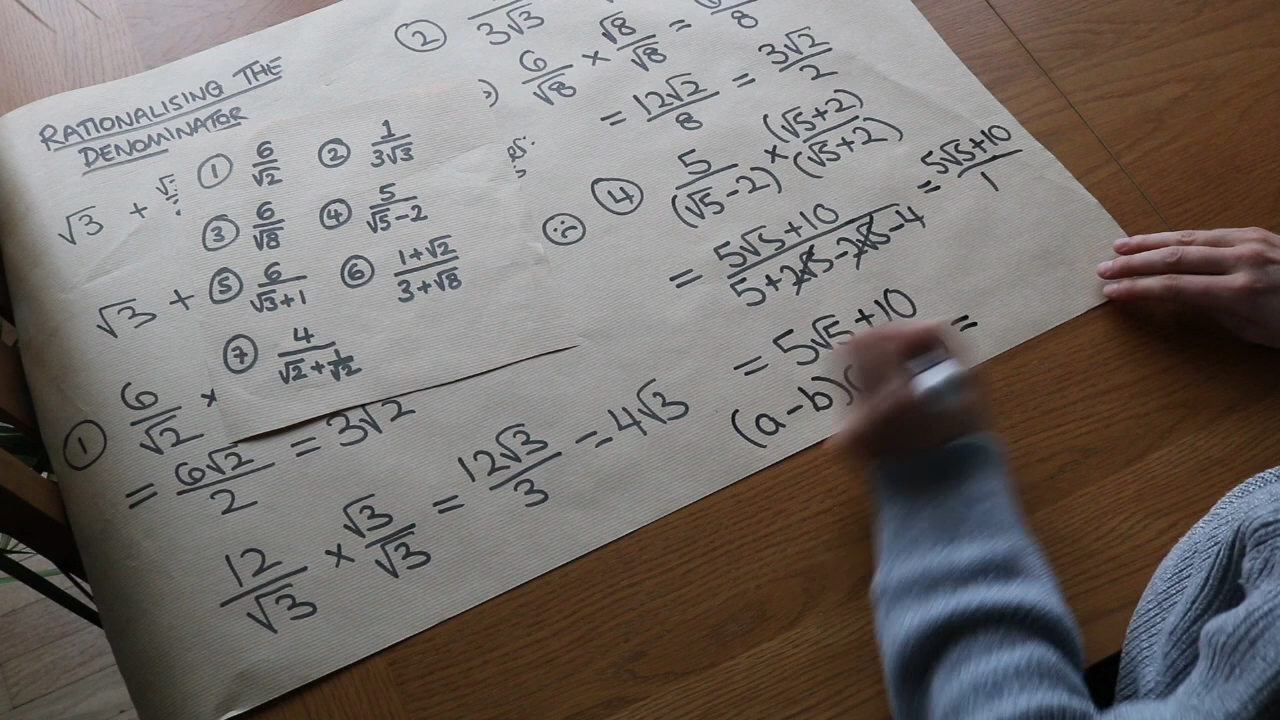 RATIONALISING THE
DENOMINATOR
① 6/√2 ② 1/3√3
③ 6/√8 ④ 5/√5-2
⑤ 6/√3+1 ⑥ 1+√2/3+√8
⑦ 4/√2+1/√2
√3 +
√3 +
① 6/√2 ×
= 6√2/2 = 3√2
12/√3 × √3/√3 = 12√3/3 = 4√3
② 3√3
6/√8 × √8/√8 = 6/8
= 12√2/8 = 3√2/2
④ 5/(√5-2) × (√5+2)/(√5+2)
= 5√5+10/5+2√5-2√5-4 = 5√5+10/1
= 5√5+10
(a-b)( =